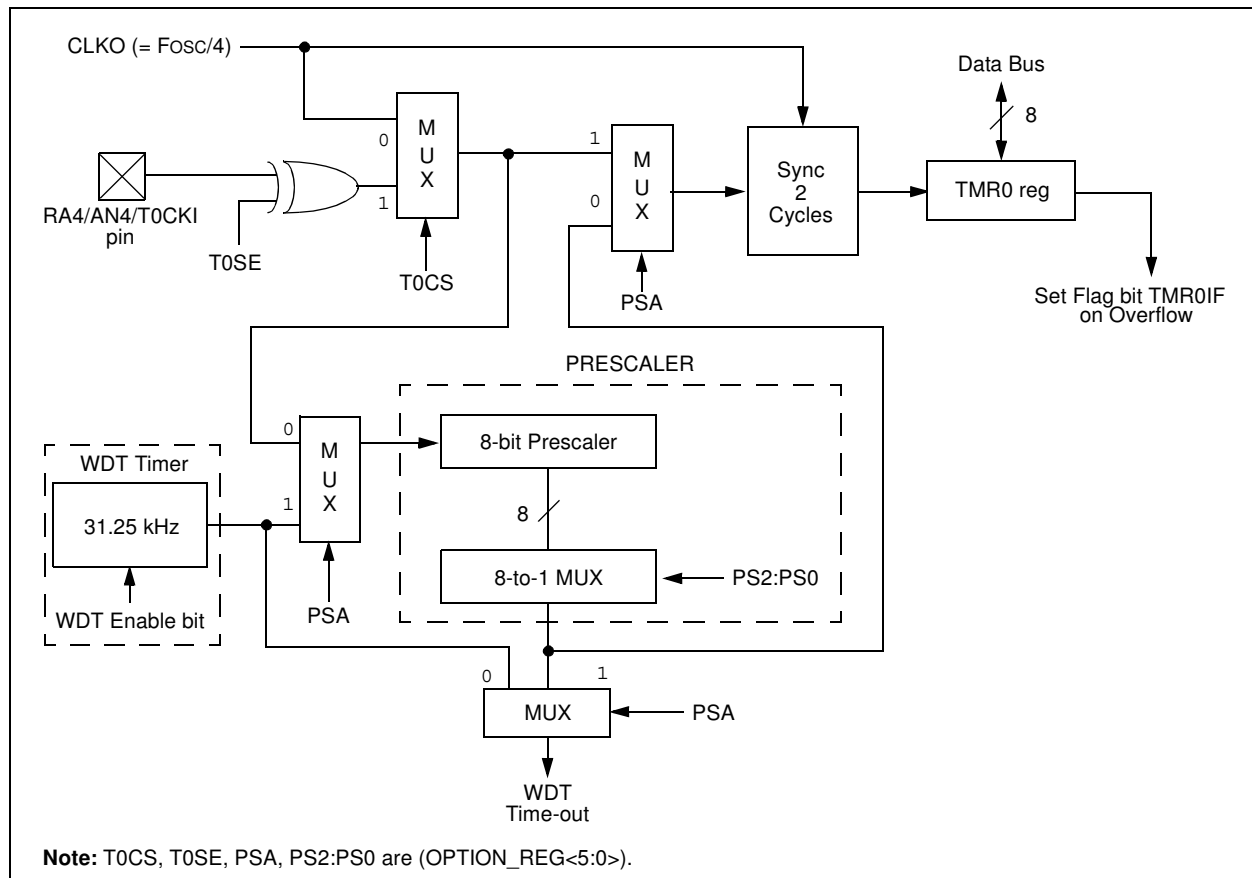 CLKO (= FOSC/4)
Data Bus
8
M
U
X
0
1
M
U
X
1
0
Sync
2
Cycles
TMR0 reg
RA4/AN4/T0CKI
pin
T0SE
T0CS
PSA
Set Flag bit TMR0IF
on Overflow
PRESCALER
0
M
U
X
1
8-bit Prescaler
WDT Timer
31.25 kHz
8
8-to-1 MUX
PS2:PS0
WDT Enable bit
PSA
0
1
MUX
PSA
WDT
Time-out
Note: T0CS, T0SE, PSA, PS2:PS0 are (OPTION_REG<5:0>).